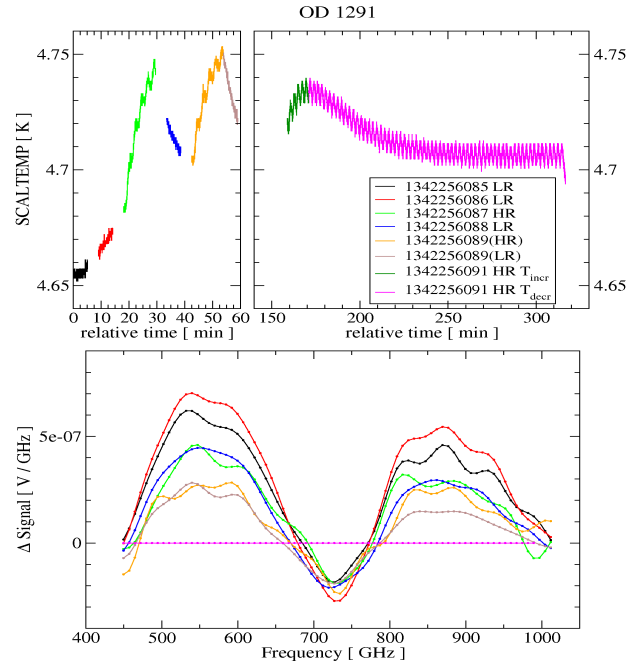 OD 1291
4.75
4.7
4.65
SCALTEMP [ K ]
0 10 20 30 40 50 60
relative time [ min ]
4.75
4.7
4.65
150 200 250 300
relative time [ min ]
1342256085 LR
1342256086 LR
1342256087 HR
1342256088 LR
1342256089(HR)
1342256089(LR)
1342256091 HR T_incr
1342256091 HR T_decr
5e-07
0
Δ Signal [ V / GHz ]
400 500 600 700 800 900 1000
Frequency [ GHz ]